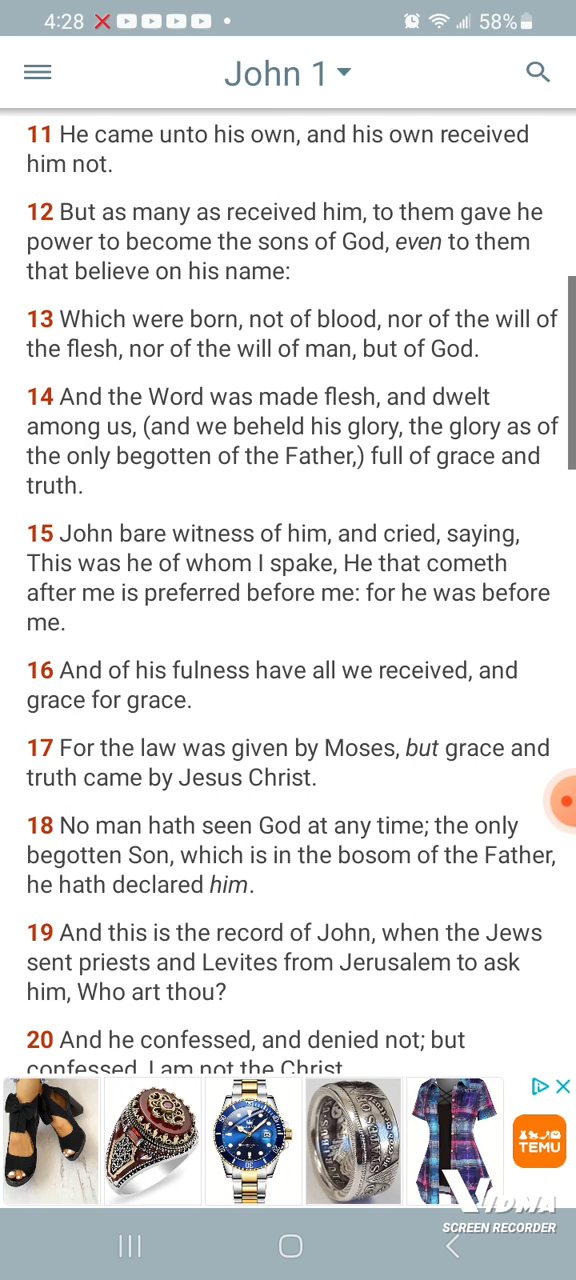 4:28
58%
John 1
11 He came unto his own, and his own received
him not.
12 But as many as received him, to them gave he
power to become the sons of God, even to them
that believe on his name:
13 Which were born, not of blood, nor of the will of
the flesh, nor of the will of man, but of God.
14 And the Word was made flesh, and dwelt
among us, (and we beheld his glory, the glory as of
the only begotten of the Father,) full of grace and
truth.
15 John bare witness of him, and cried, saying,
This was he of whom I spake, He that cometh
after me is preferred before me: for he was before
me.
16 And of his fulness have all we received, and
grace for grace.
17 For the law was given by Moses, but grace and
truth came by Jesus Christ.
18 No man hath seen God at any time; the only
begotten Son, which is in the bosom of the Father,
he hath declared him.
19 And this is the record of John, when the Jews
sent priests and Levites from Jerusalem to ask
him, Who art thou?
20 And he confessed, and denied not; but
confessed, I am not the Christ.
TEMU
VIDMA
SCREEN RECORDER